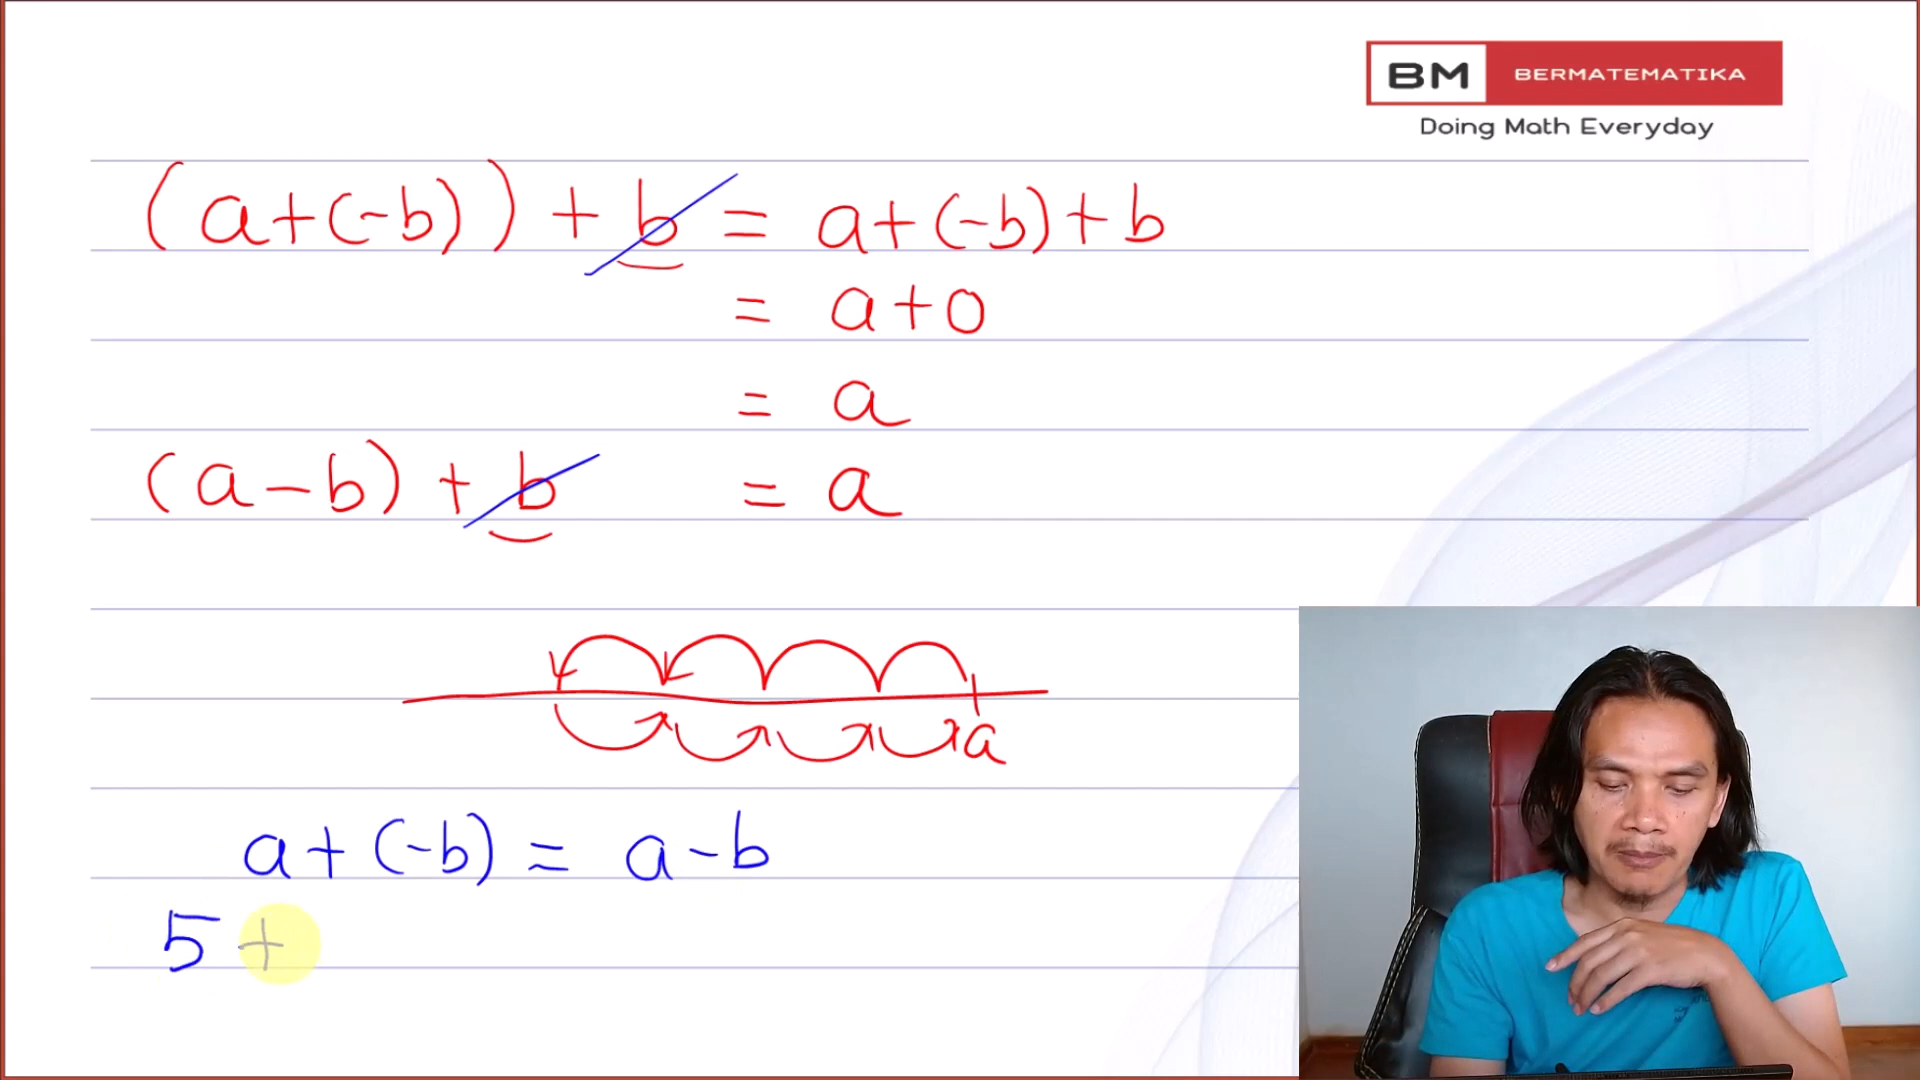 BM BERMATEMATIKA
Doing Math Everyday
(a+(-b)) + b = a+(-b)+b
= a+0
= a
(a-b) + b = a
a
a+(-b) = a-b
5 +